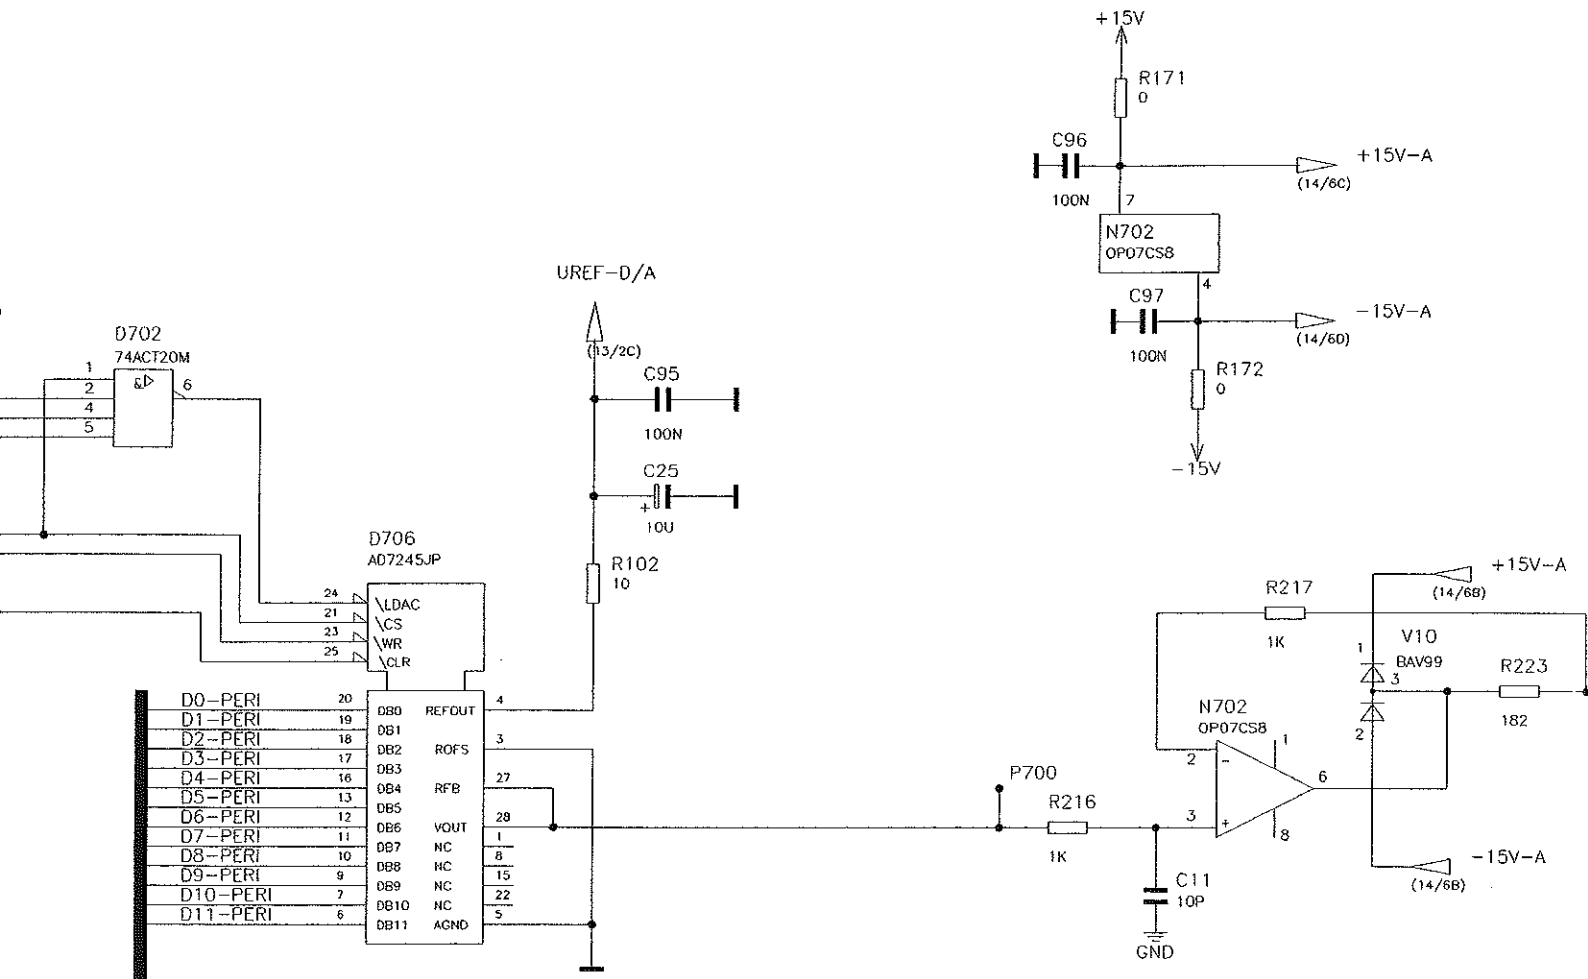 +15V
R171
0
C96
100N
+15V-A
(14/6C)
7
N702
OP07CS8
4
C97
100N
-15V-A
(14/6D)
R172
0
-15V
UREF-D/A
(13/2C)
C95
100N
C25
+
10U
R102
10
D702
74ACT20M
1
2
4
5
&
6
D706
AD7245JP
24 \LDAC
21 \CS
23 \WR
25 \CLR
D0-PERI 20 DB0 REFOUT 4
D1-PERI 19 DB1
D2-PERI 18 DB2 ROFS 3
D3-PERI 17 DB3
D4-PERI 16 DB4 RFB 27
D5-PERI 13 DB5
D6-PERI 12 DB6 VOUT 28
D7-PERI 11 DB7 NC 1
D8-PERI 10 DB8 NC 8
D9-PERI 9 DB9 NC 15
D10-PERI 7 DB10 NC 22
D11-PERI 6 DB11 AGND 5
P700
R216
1K
C11
10P
GND
R217
1K
N702
OP07CS8
2
-
3
+
1
8
6
+15V-A
(14/6B)
V10
BAV99
1
3
2
R223
182
-15V-A
(14/6B)